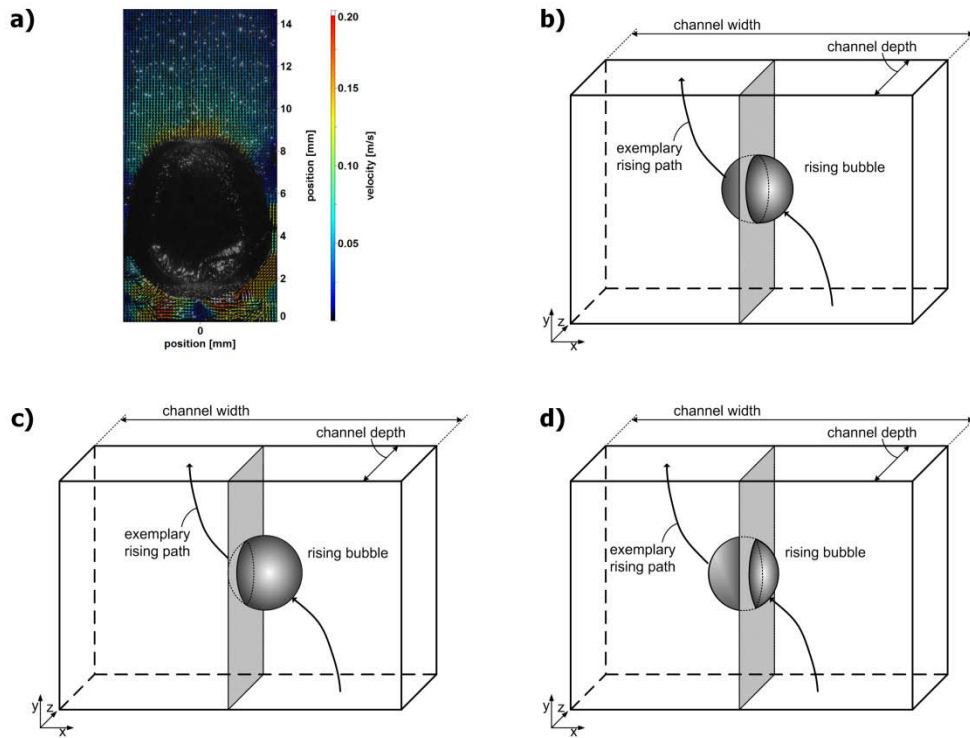 a)
14
12
10
8
6
4
2
0
position [mm]
0
position [mm]
0.20
0.15
0.10
0.05
velocity [m/s]
b)
channel width
channel depth
exemplary
rising path
rising bubble
y
z
x
c)
channel width
channel depth
exemplary
rising path
rising bubble
y
z
x
d)
channel width
channel depth
exemplary
rising path
rising bubble
y
z
x